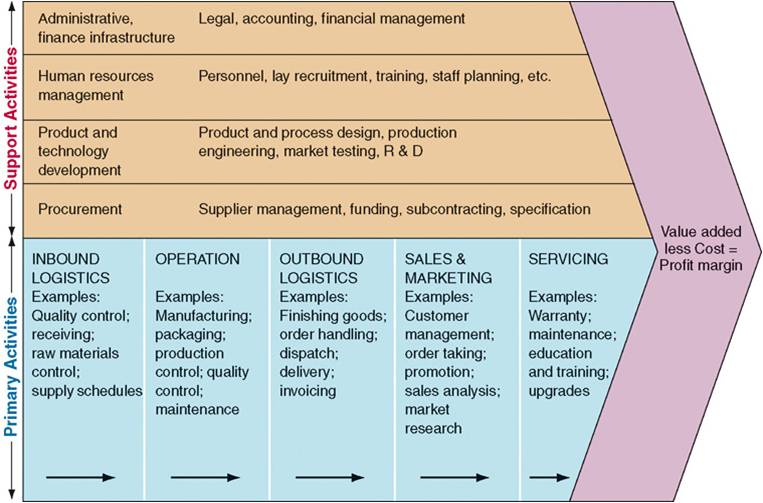 Support Activities
Administrative,
finance infrastructure
Legal, accounting, financial management
Human resources
management
Personnel, lay recruitment, training, staff planning, etc.
Product and
technology
development
Product and process design, production
engineering, market testing, R & D
Procurement
Supplier management, funding, subcontracting, specification
Primary Activities
INBOUND
LOGISTICS
Examples:
Quality control;
receiving;
raw materials
control;
supply schedules
OPERATION
Examples:
Manufacturing;
packaging;
production
control; quality
control;
maintenance
OUTBOUND
LOGISTICS
Examples:
Finishing goods;
order handling;
dispatch;
delivery;
invoicing
SALES &
MARKETING
Examples:
Customer
management;
order taking;
promotion;
sales analysis;
market
research
SERVICING
Examples:
Warranty;
maintenance;
education
and training;
upgrades
Value added
less Cost =
Profit margin